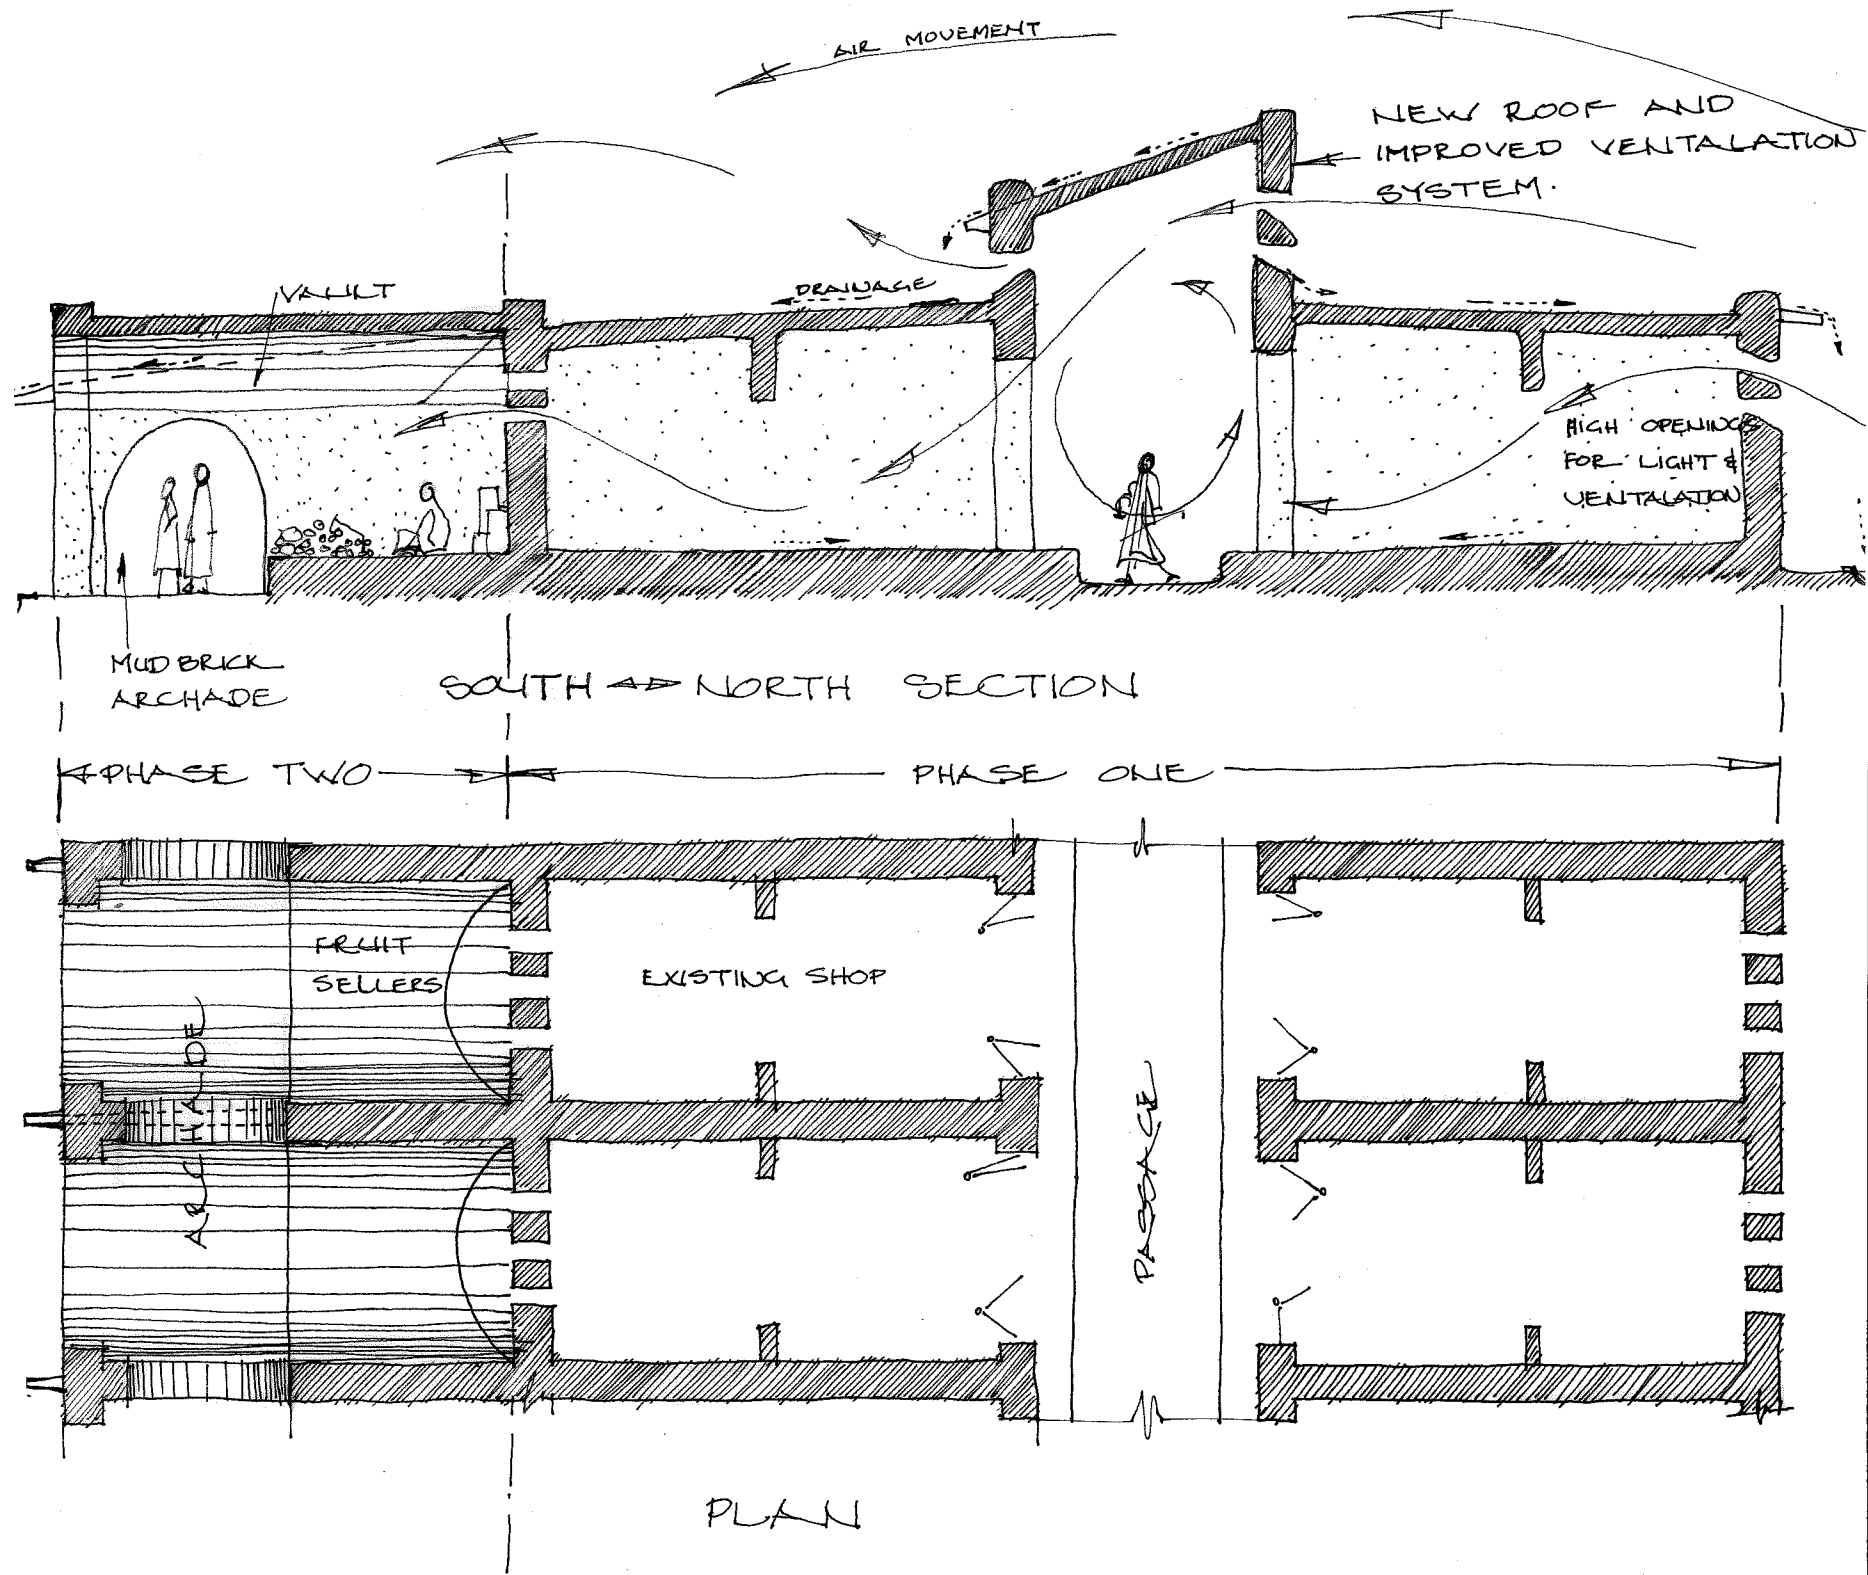 AIR MOVEMENT
NEW ROOF AND
IMPROVED VENTALATION
SYSTEM.
VAULT
DRAINAGE
HIGH OPENINGS
FOR LIGHT &
VENTALATION
MUD BRICK
ARCHADE
SOUTH NORTH SECTION
PHASE TWO
PHASE ONE
FRUIT
SELLERS
EXISTING SHOP
ARCHADE
PASSAGE
PLAN